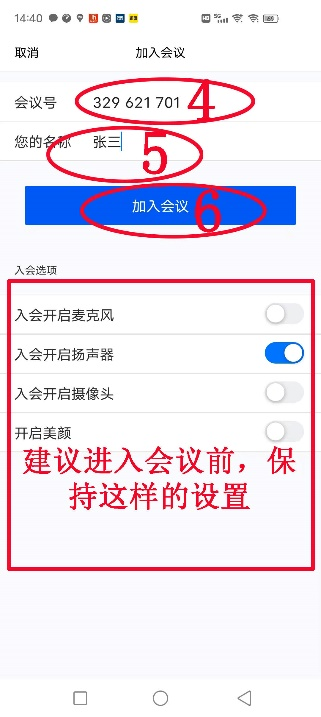 14:40
取消 加入会议
会议号 329 621 701 4
您的名称 张三 5
加入会议 6
入会选项
入会开启麦克风
入会开启扬声器
入会开启摄像头
开启美颜
建议进入会议前，保
持这样的设置